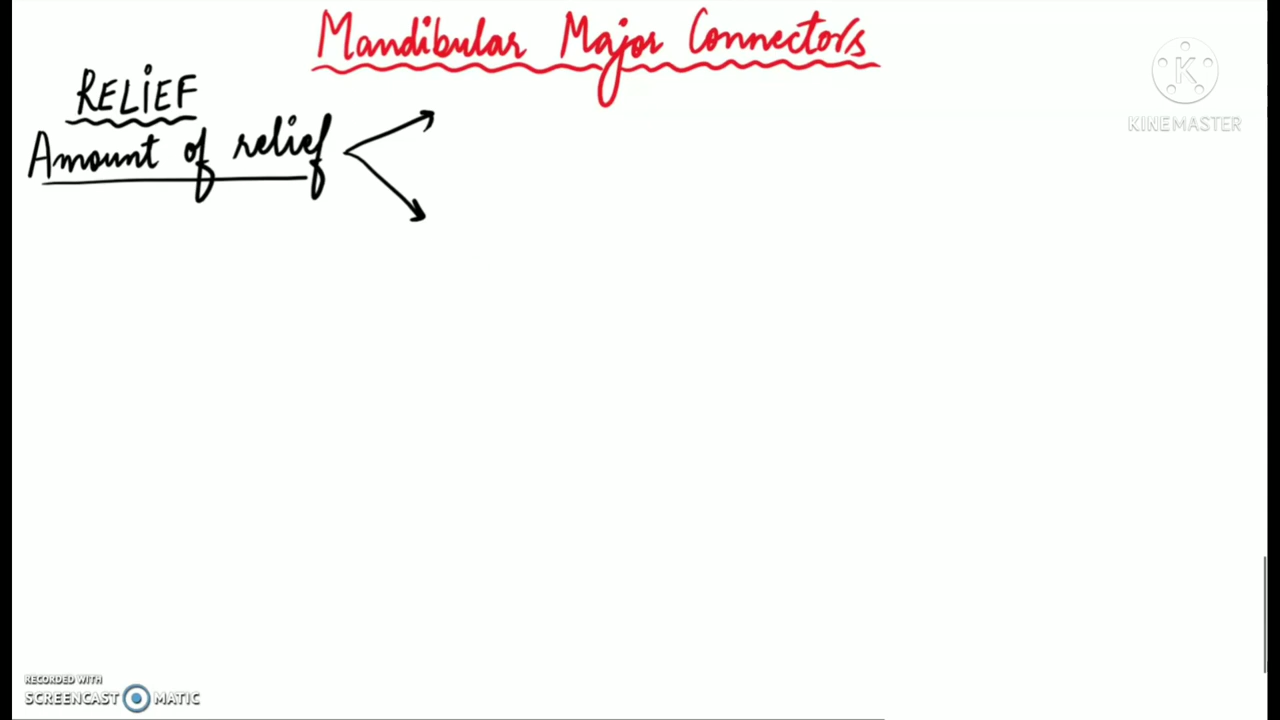 Mandibular Major Connectors
RELIEF
Amount of relief
K
KINEMASTER
RECORDED WITH
SCREENCAST MATIC